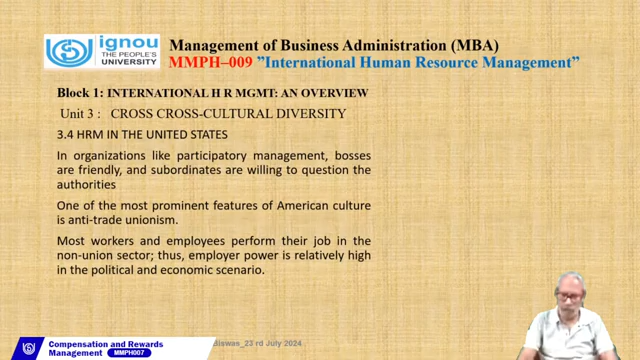 ignou
THE PEOPLE'S
UNIVERSITY
Management of Business Administration (MBA)
MMPH–009 ”International Human Resource Management”
Block 1: INTERNATIONAL H R MGMT: AN OVERVIEW
Unit 3 : CROSS CROSS-CULTURAL DIVERSITY
3.4 HRM IN THE UNITED STATES
In organizations like participatory management, bosses
are friendly, and subordinates are willing to question the
authorities
One of the most prominent features of American culture
is anti-trade unionism.
Most workers and employees perform their job in the
non-union sector; thus, employer power is relatively high
in the political and economic scenario.
Biswas_23 rd July 2024
Compensation and Rewards
Management MMPH007